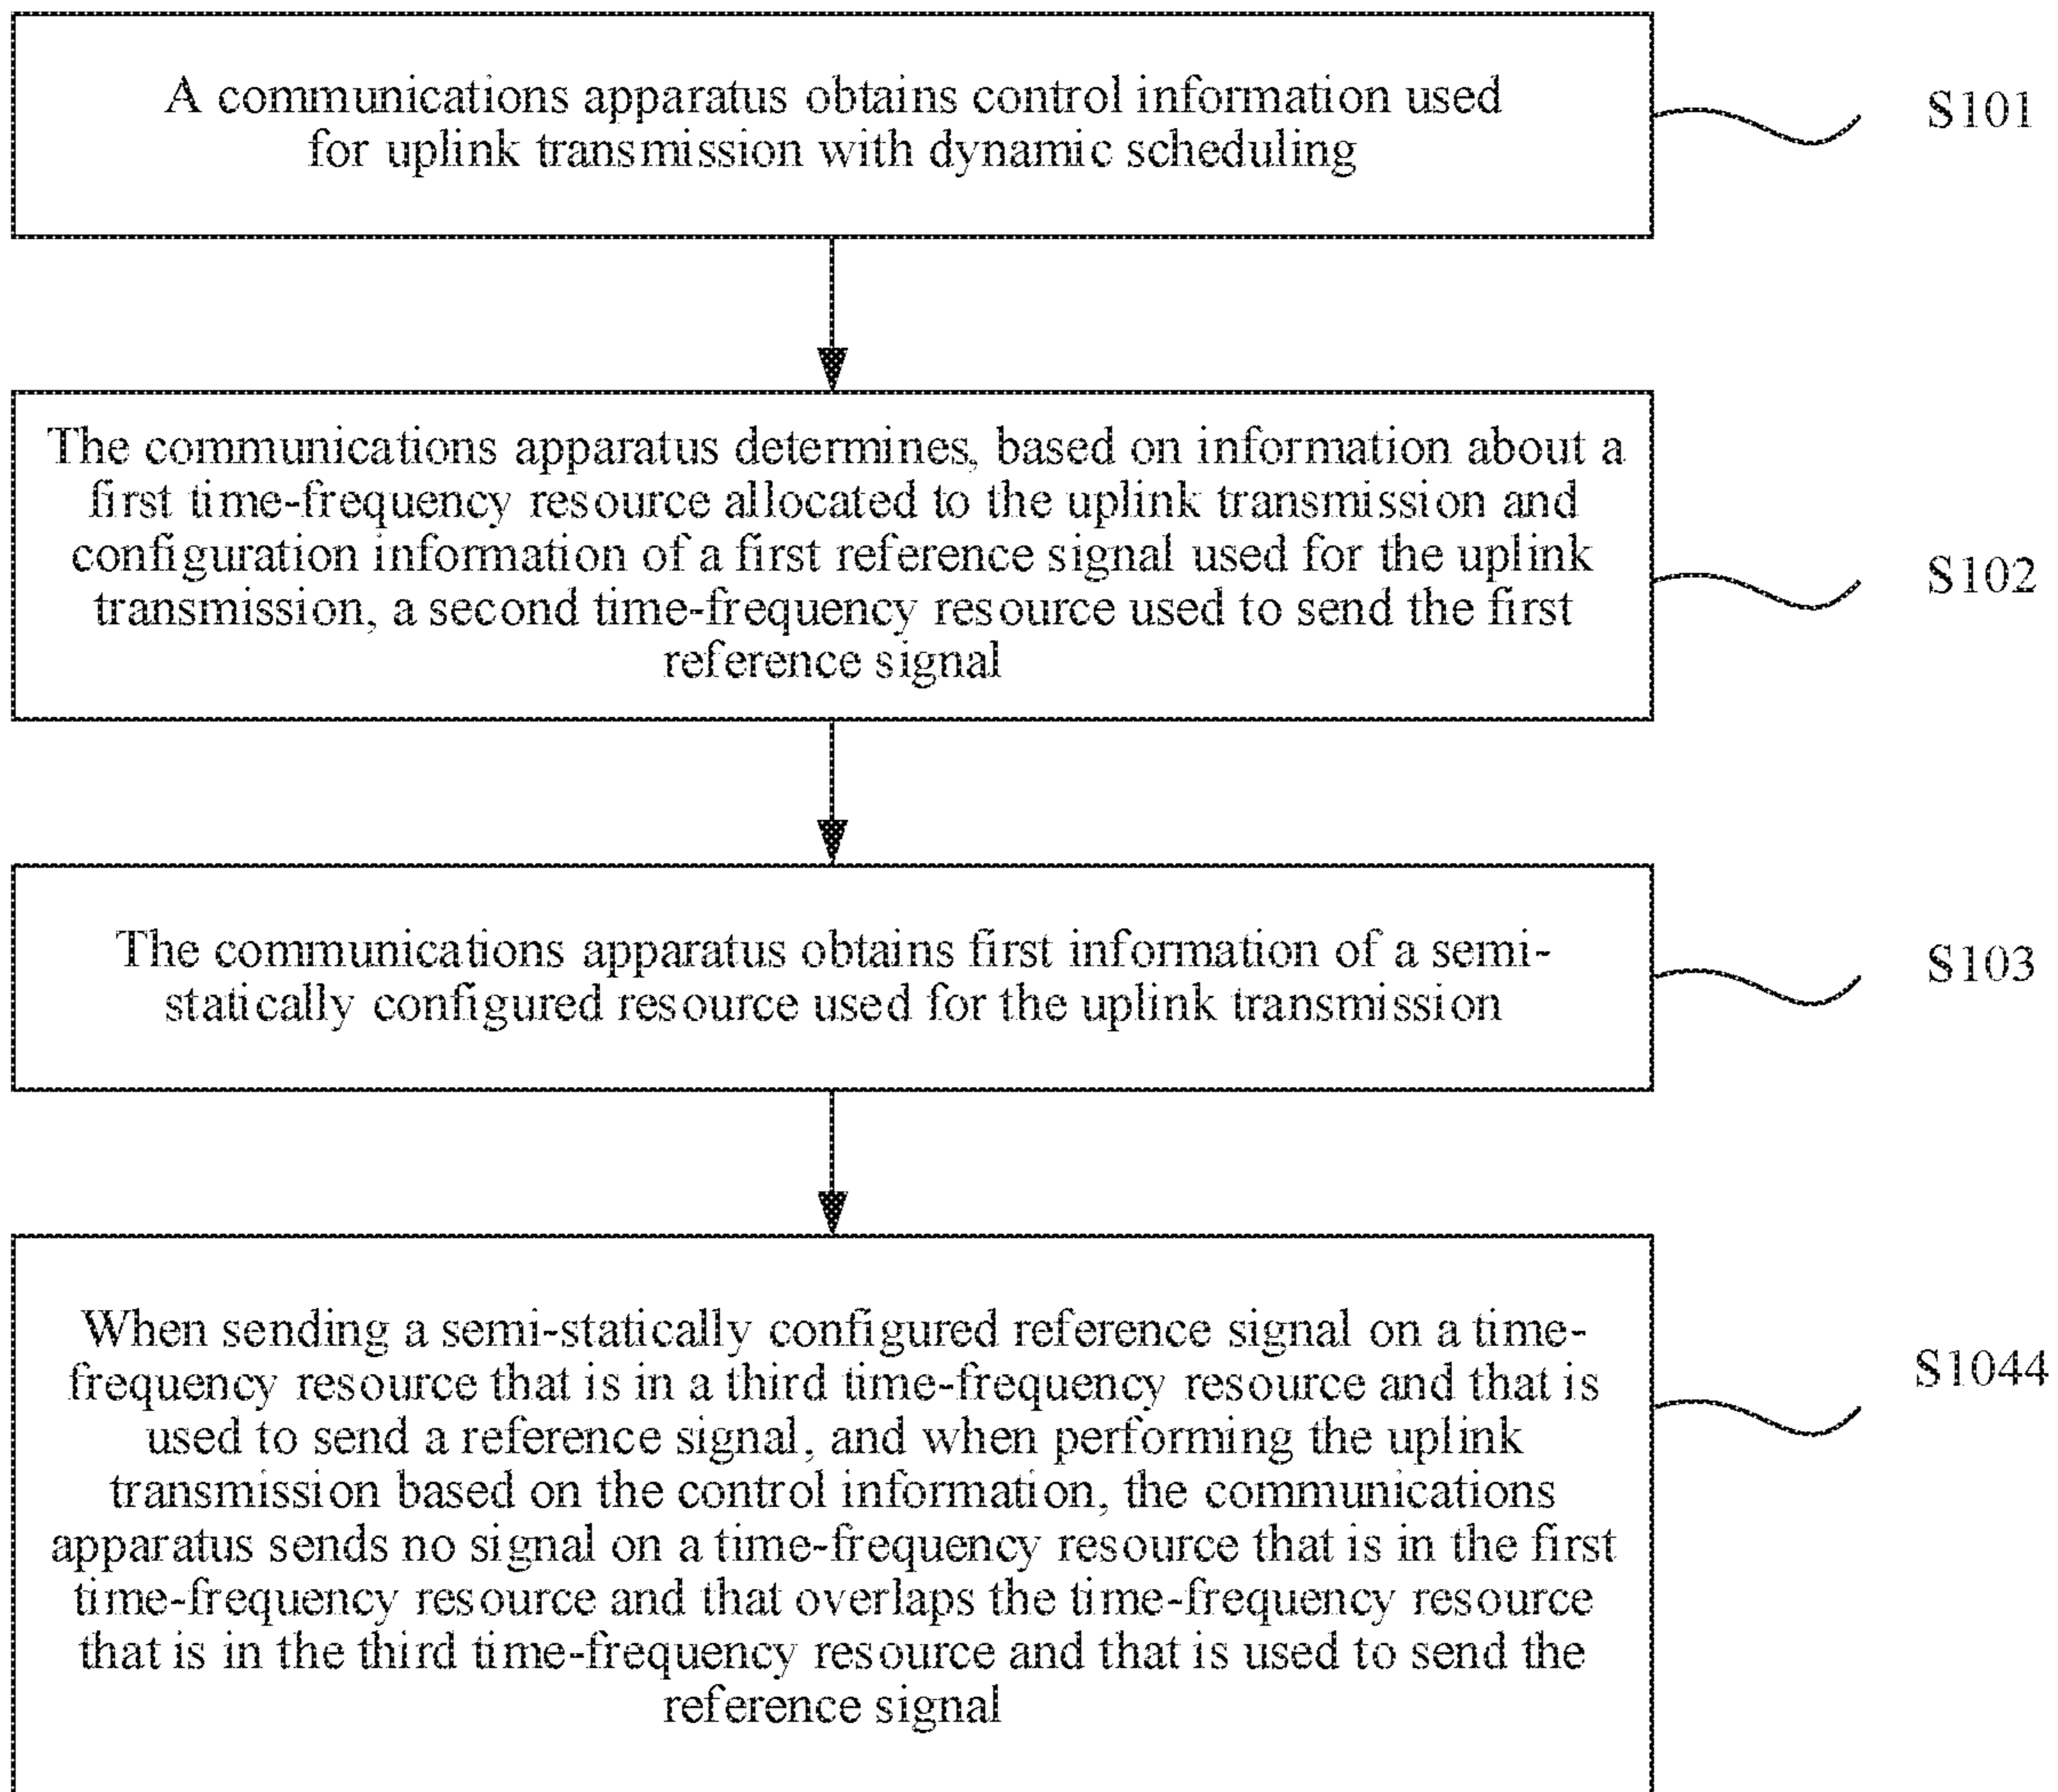 A communications apparatus obtains control information used
for uplink transmission with dynamic scheduling
S101
The communications apparatus determines, based on information about a
first time-frequency resource allocated to the uplink transmission and
configuration information of a first reference signal used for the uplink
transmission, a second time-frequency resource used to send the first
reference signal
S102
The communications apparatus obtains first information of a semi-
statically configured resource used for the uplink transmission
S103
When sending a semi-statically configured reference signal on a time-
frequency resource that is in a third time-frequency resource and that is
used to send a reference signal, and when performing the uplink
transmission based on the control information, the communications
apparatus sends no signal on a time-frequency resource that is in the first
time-frequency resource and that overlaps the time-frequency resource
that is in the third time-frequency resource and that is used to send the
reference signal
S1044